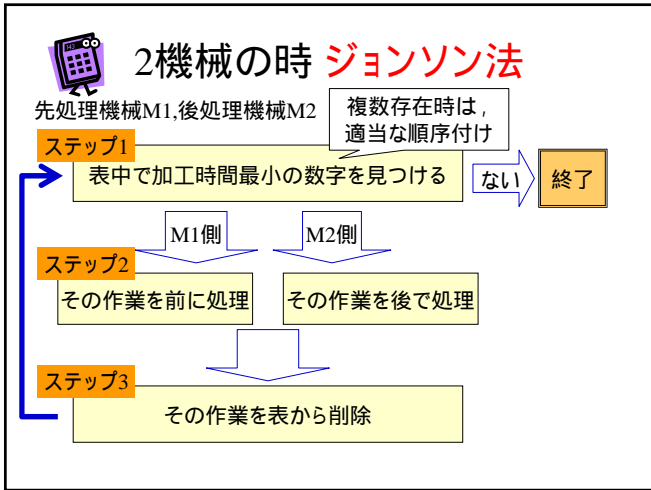 2機械の時 ジョンソン法
先処理機械M1,後処理機械M2
複数存在時は,
適当な順序付け
ステップ1
表中で加工時間最小の数字を見つける
ない
終了
M1側
M2側
ステップ2
その作業を前に処理
その作業を後で処理
ステップ3
その作業を表から削除